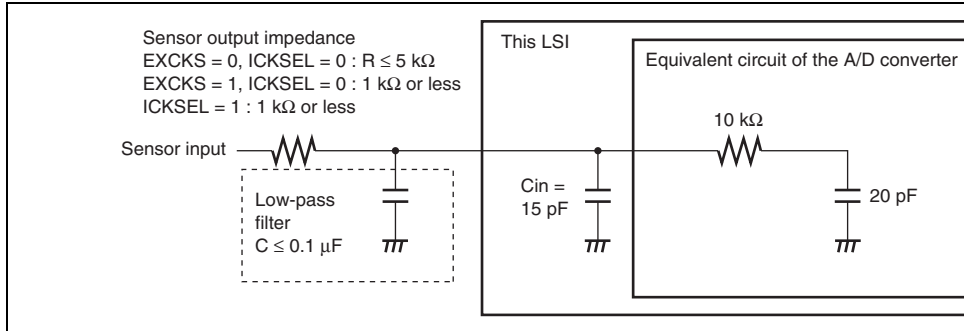 Sensor output impedance
EXCKS = 0, ICKSEL = 0 : R ≤ 5 kΩ
EXCKS = 1, ICKSEL = 0 : 1 kΩ or less
ICKSEL = 1 : 1 kΩ or less
This LSI
Equivalent circuit of the A/D converter
10 kΩ
Sensor input
Low-pass
filter
C ≤ 0.1 μF
Cin =
15 pF
20 pF